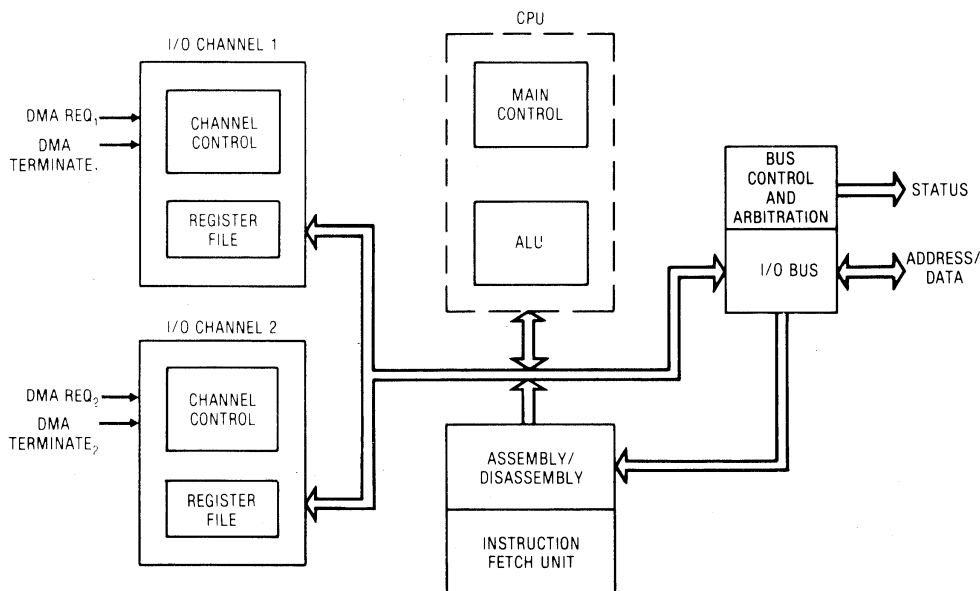 I/O CHANNEL 1
DMA REQ₁
DMA
TERMINATE₁
CHANNEL
CONTROL
REGISTER
FILE
I/O CHANNEL 2
DMA REQ₂
DMA
TERMINATE₂
CHANNEL
CONTROL
REGISTER
FILE
CPU
MAIN
CONTROL
ALU
ASSEMBLY/
DISASSEMBLY
INSTRUCTION
FETCH UNIT
BUS
CONTROL
AND
ARBITRATION
I/O BUS
STATUS
ADDRESS/
DATA